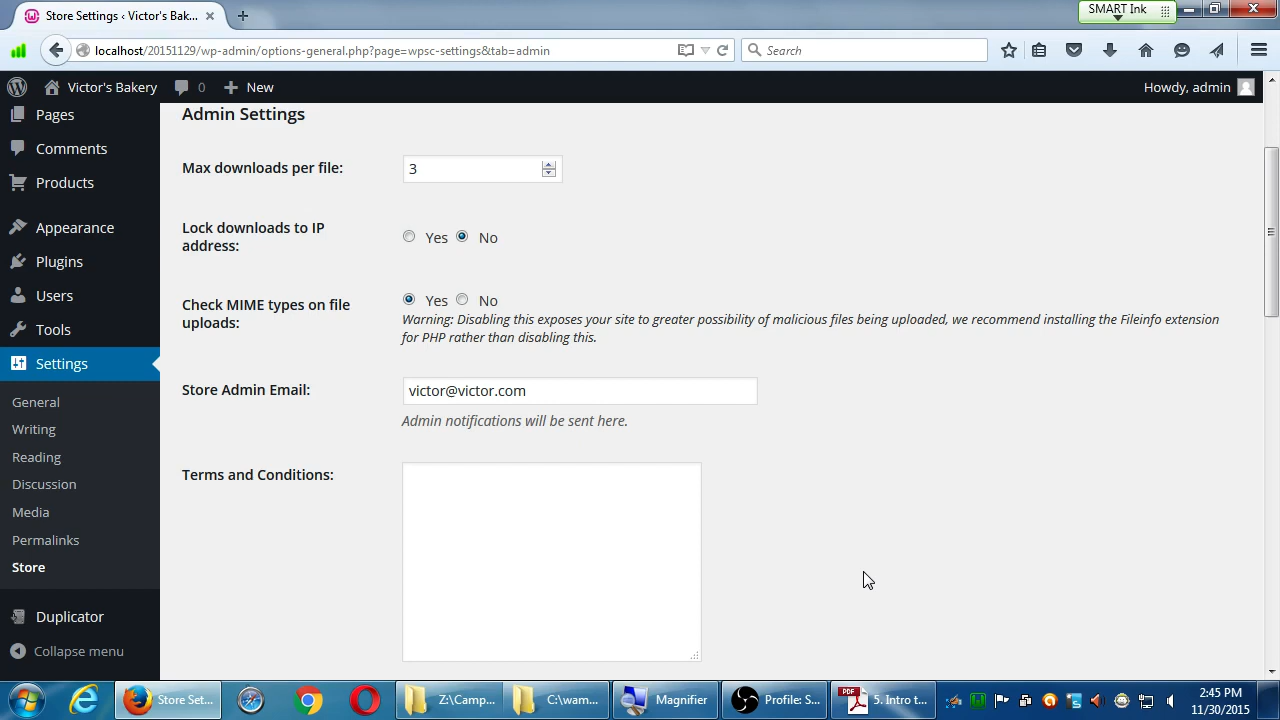 SMART Ink
Store Settings ‹ Victor's Bak...
localhost/20151129/wp-admin/options-general.php?page=wpsc-settings&tab=admin
Search
Victor's Bakery
0
New
Howdy, admin
Pages
Comments
Products
Appearance
Plugins
Users
Tools
Settings
General
Writing
Reading
Discussion
Media
Permalinks
Store
Duplicator
Collapse menu
Admin Settings
Max downloads per file:
3
Lock downloads to IP
address:
Yes
No
Check MIME types on file
uploads:
Yes
No
Warning: Disabling this exposes your site to greater possibility of malicious files being uploaded, we recommend installing the Fileinfo extension
for PHP rather than disabling this.
Store Admin Email:
victor@victor.com
Admin notifications will be sent here.
Terms and Conditions:
Store Set...
Z:\Camp...
C:\wam...
Magnifier
Profile: S...
PDF
5. Intro t...
2:45 PM
11/30/2015